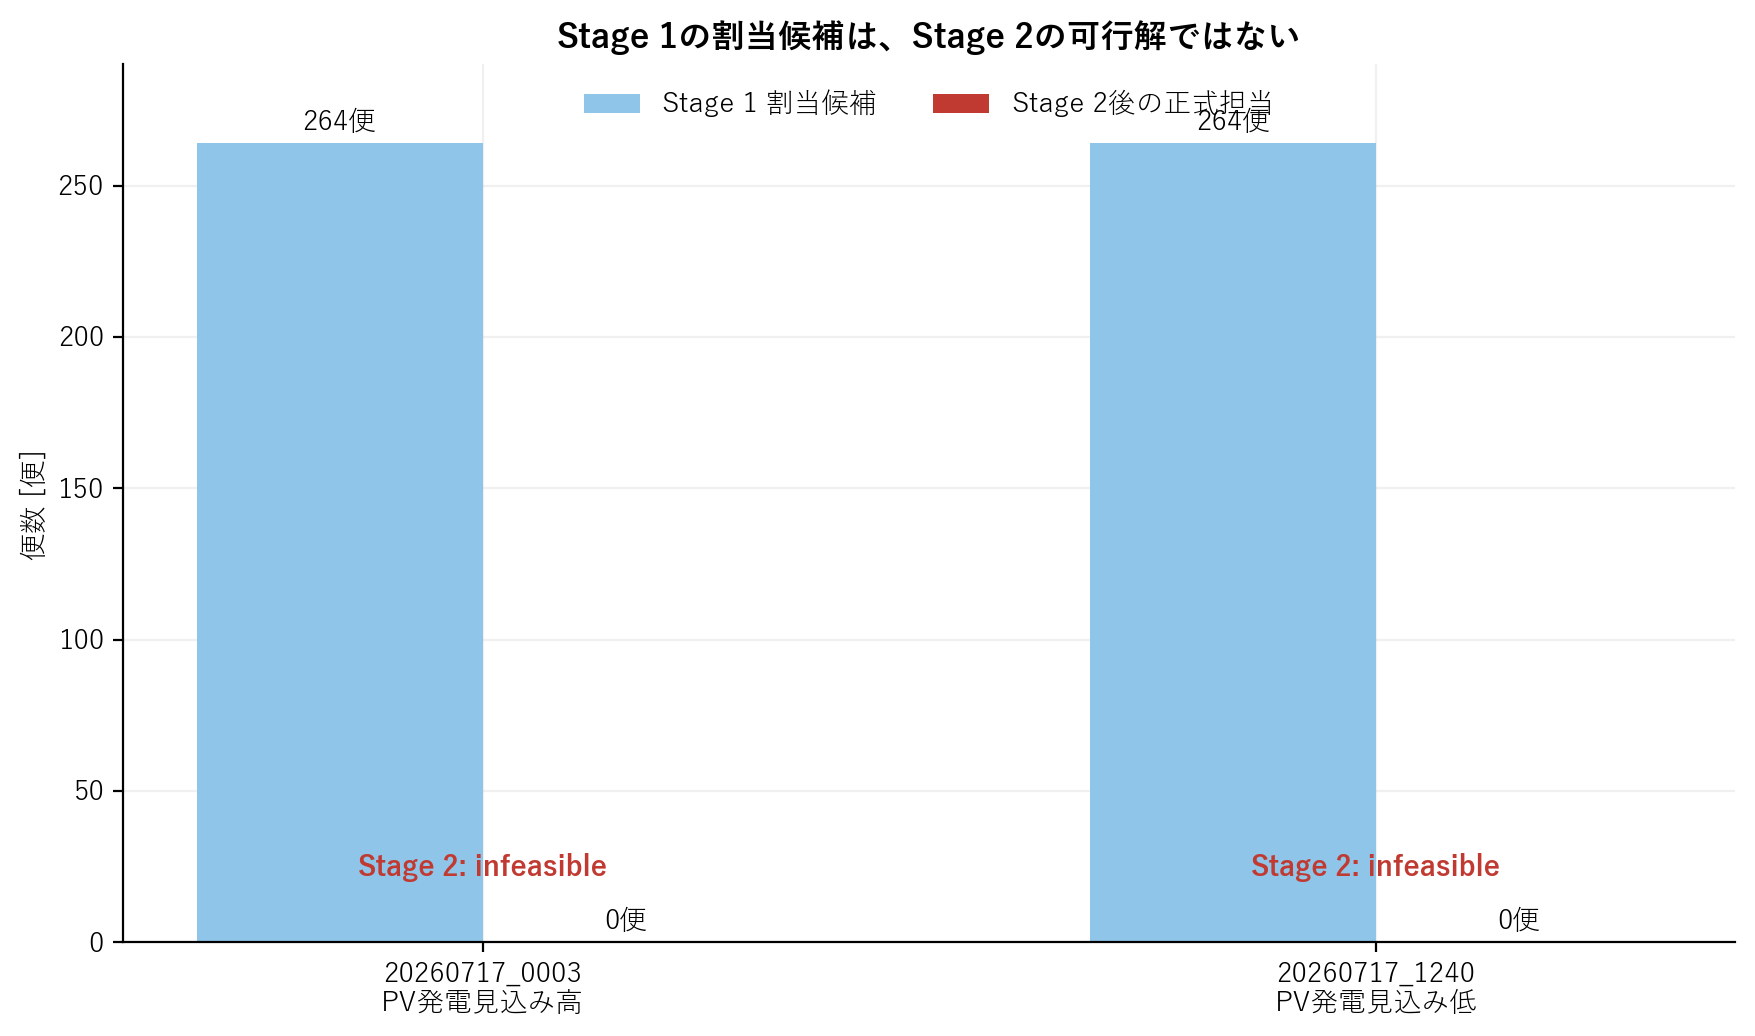 Stage 1の割当候補は、Stage 2の可行解ではない
Stage 1 割当候補
Stage 2後の正式担当
264便
264便
便数 [便]
250
200
150
100
50
0
Stage 2: infeasible
Stage 2: infeasible
0便
0便
20260717_0003
PV発電見込み高
20260717_1240
PV発電見込み低